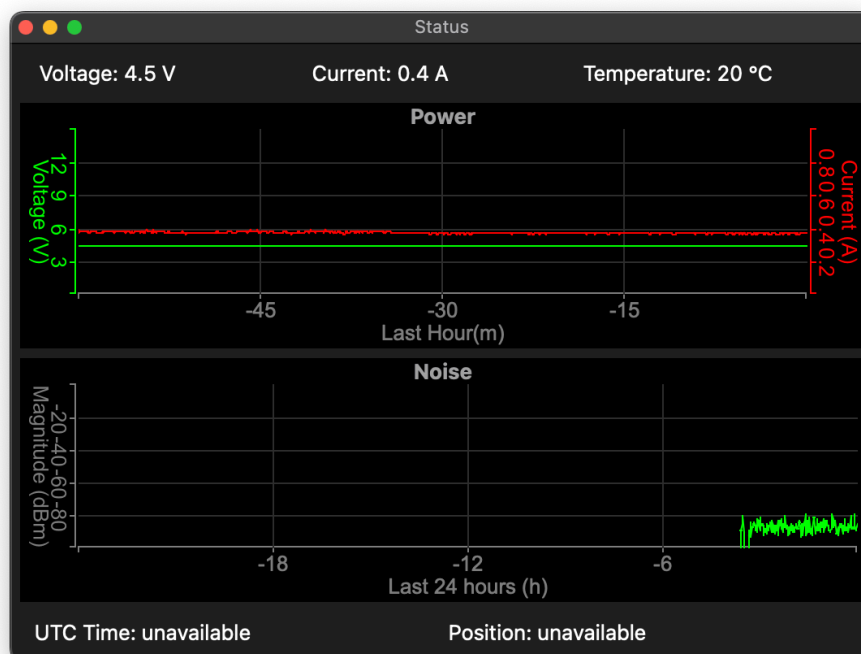 Status
Voltage: 4.5 V Current: 0.4 A Temperature: 20 °C
Power
Voltage (V)
12
9
6
3
Current (A)
0.8
0.6
0.4
0.2
-45 -30 -15
Last Hour(m)
Noise
Magnitude (dBm)
-20
-40
-60
-80
-18 -12 -6
Last 24 hours (h)
UTC Time: unavailable Position: unavailable